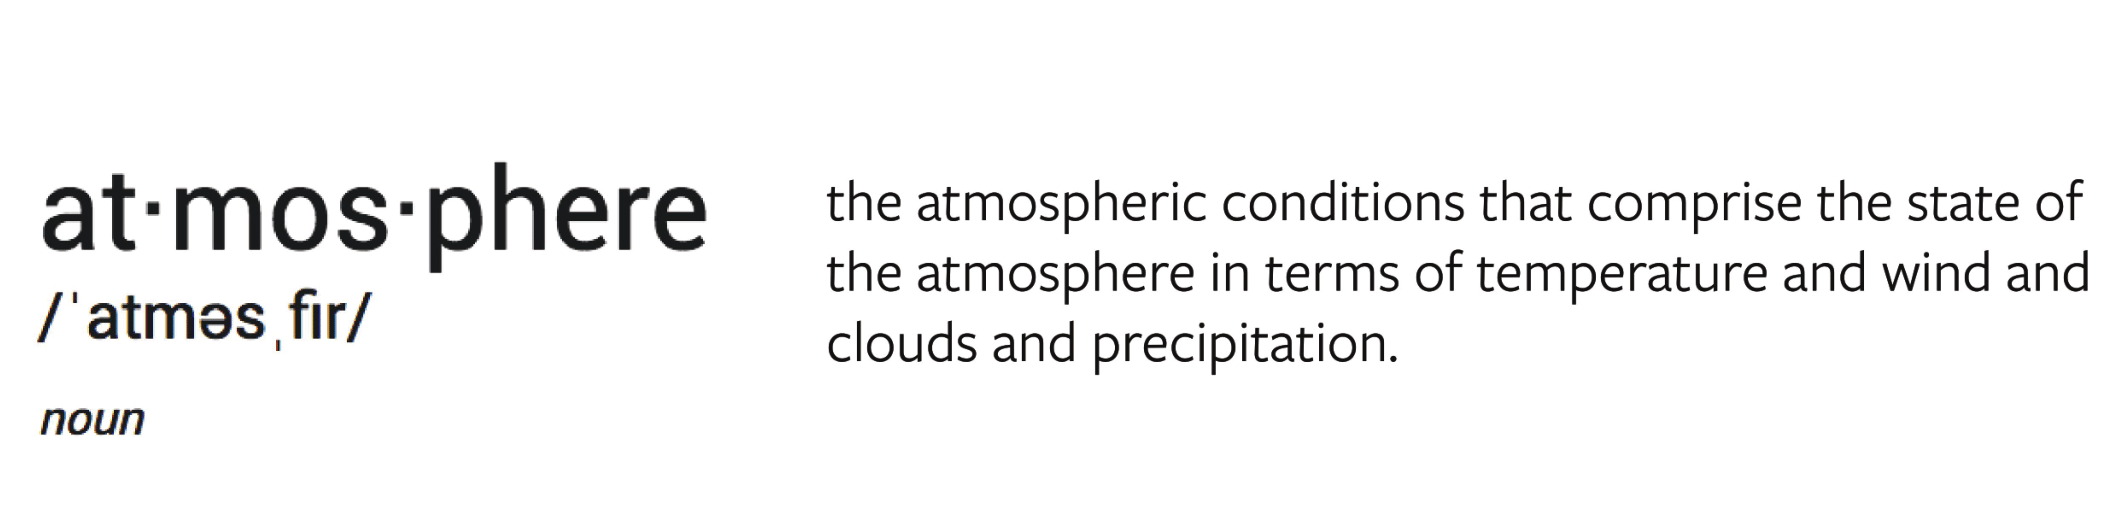 at·mos·phere
/ˈatməsˌfir/
noun
the atmospheric conditions that comprise the state of
the atmosphere in terms of temperature and wind and
clouds and precipitation.